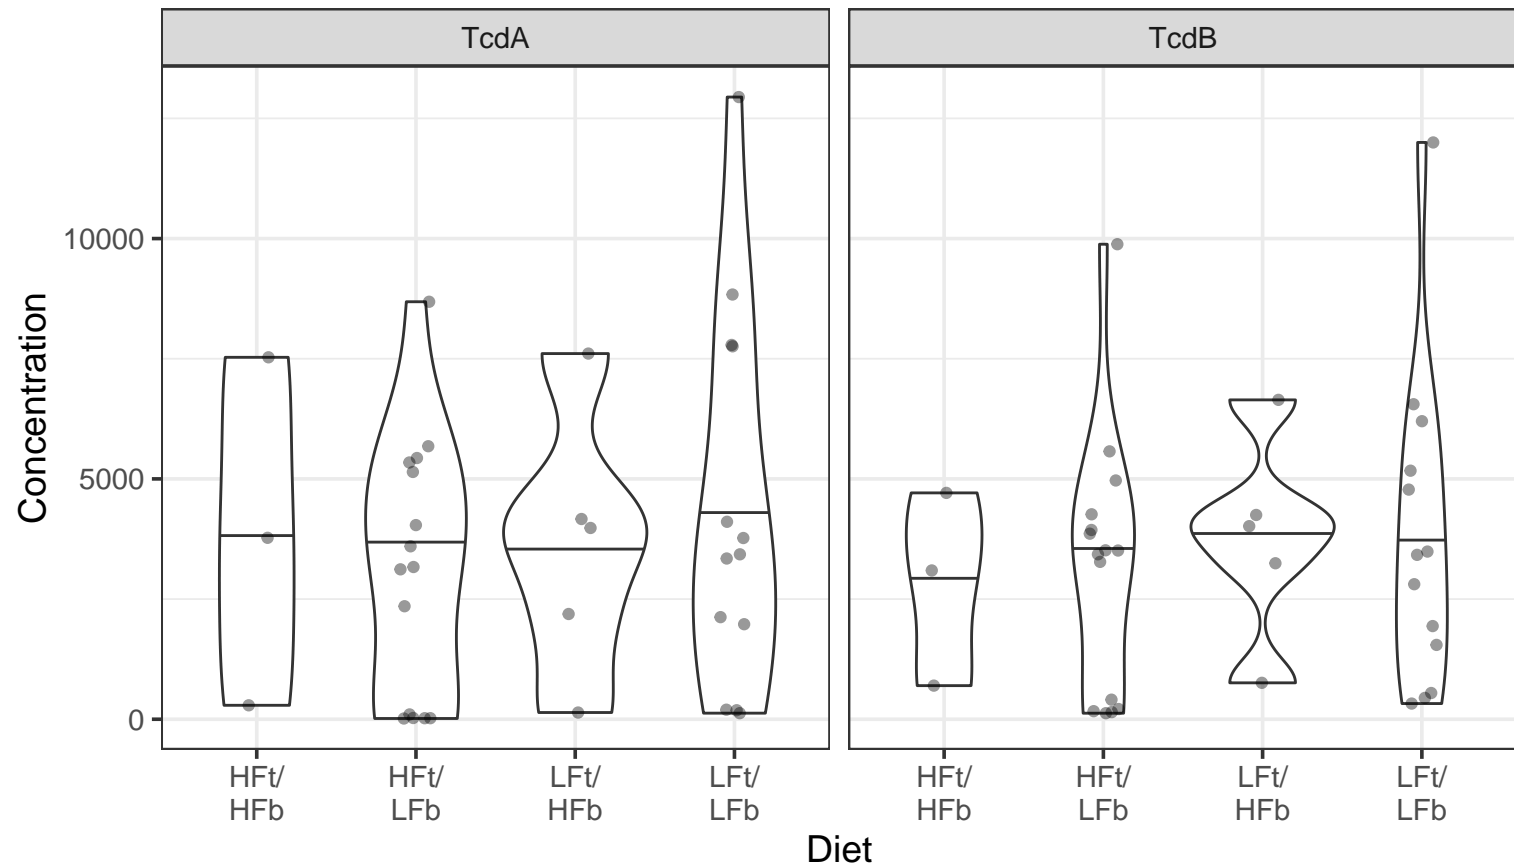 TcdA
TcdB
Concentration
10000
5000
0
HFt/
HFb
HFt/
LFb
LFt/
HFb
LFt/
LFb
HFt/
HFb
HFt/
LFb
LFt/
HFb
LFt/
LFb
Diet